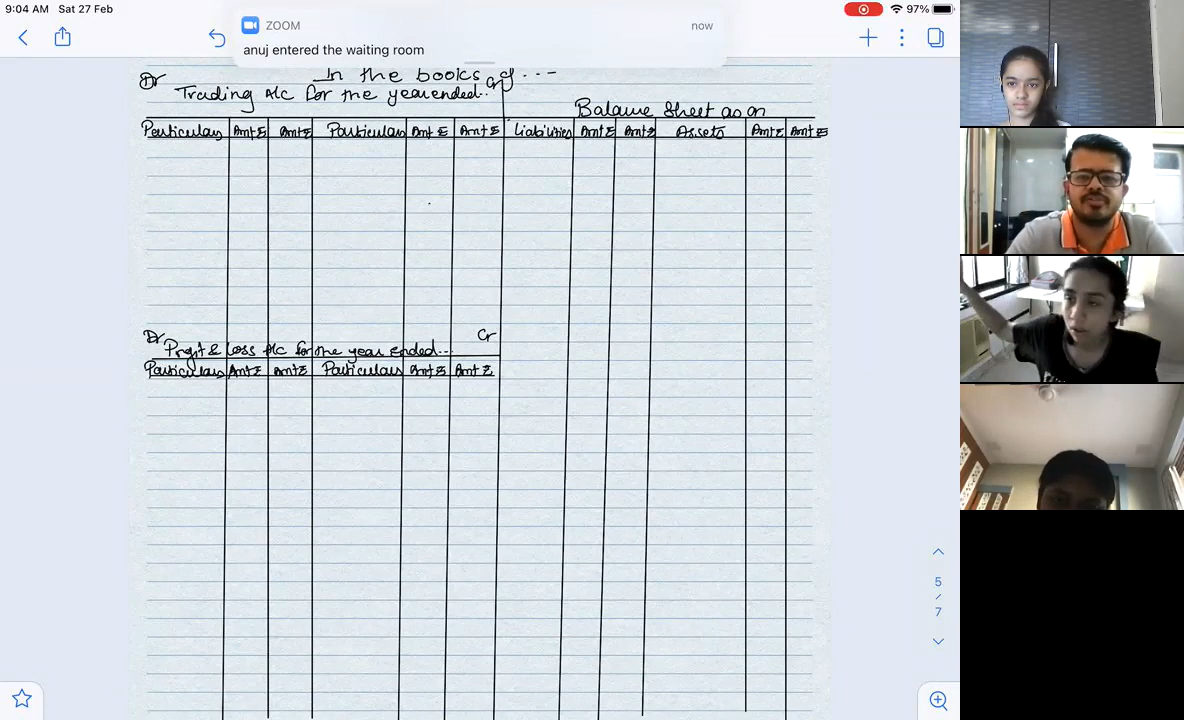 9:04 AM Sat 27 Feb
97%
ZOOM
now
anuj entered the waiting room
In the books of ---
Dr
Cr
Trading A/c for the year ended..
Balance Sheet as on
Particulars Amt ₹ Amt ₹ Particulars Amt ₹ Amt ₹ Liabilities Amt ₹ Amt ₹ Assets Amt ₹ Amt ₹
Dr
Cr
Profit & Loss A/c for the year ended...
Particulars Amt ₹ Amt ₹ Particulars Amt ₹ Amt ₹
5
/
7